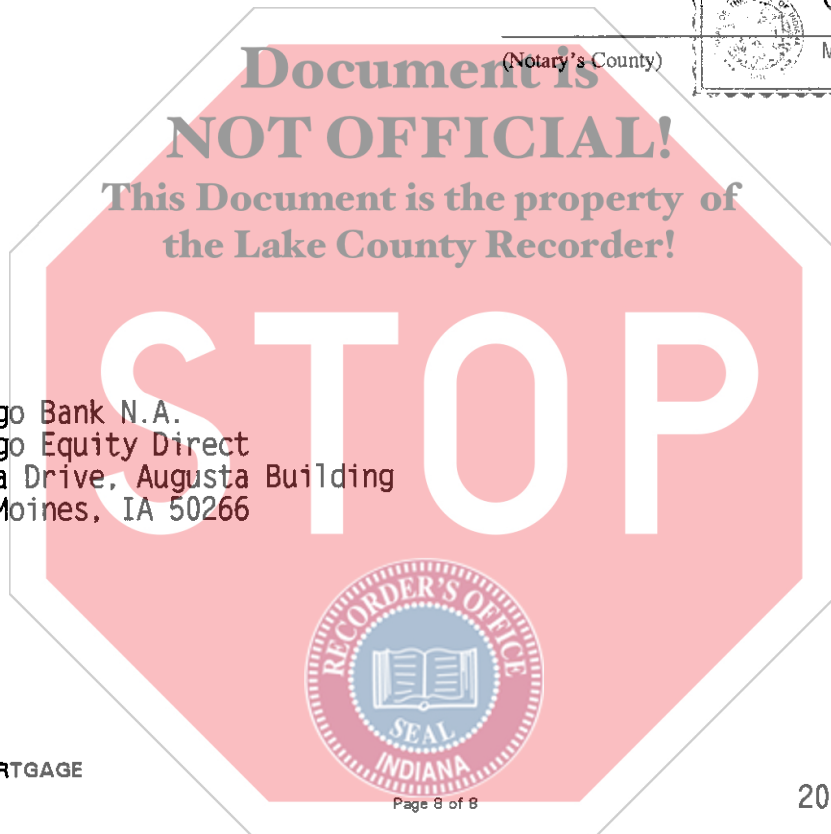 (Notary's County)
M
Document is
NOT OFFICIAL!
This Document is the property of
the Lake County Recorder!
STOP
go Bank N.A.
go Equity Direct
a Drive, Augusta Building
Moines, IA 50266
RECORDER'S OFFICE
SEAL
INDIANA
RTGAGE
Page 8 of 8
20